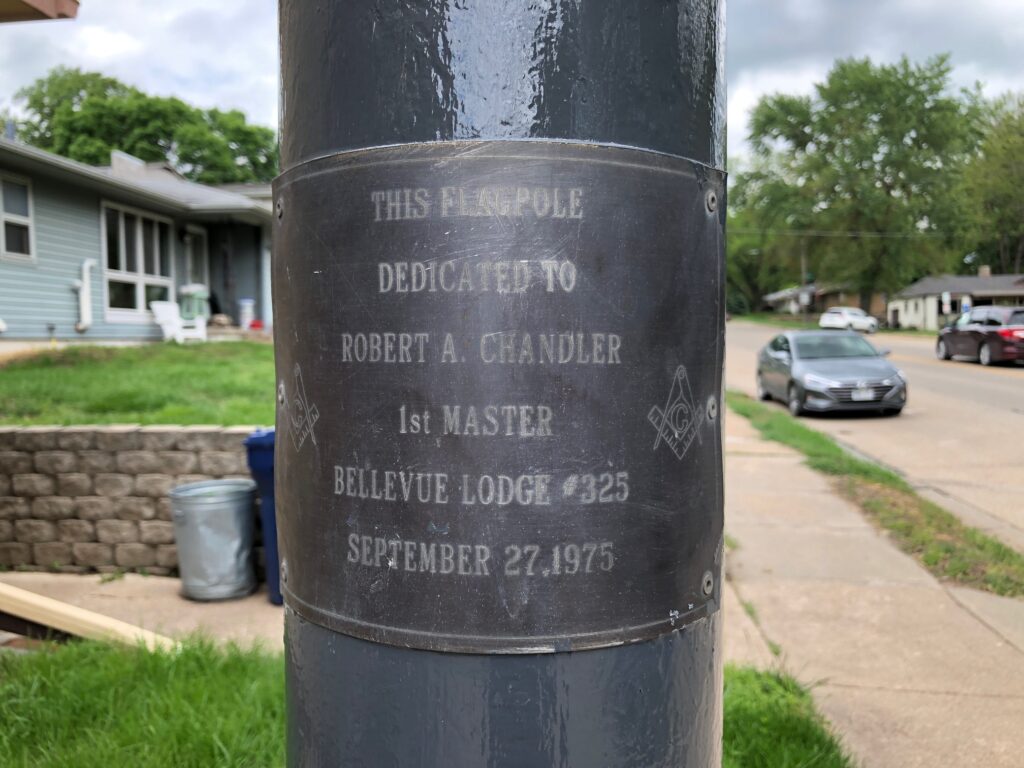 THIS FLAGPOLE
DEDICATED TO
ROBERT A. CHANDLER
1st MASTER
BELLEVUE LODGE #325
SEPTEMBER 27, 1975
G
G